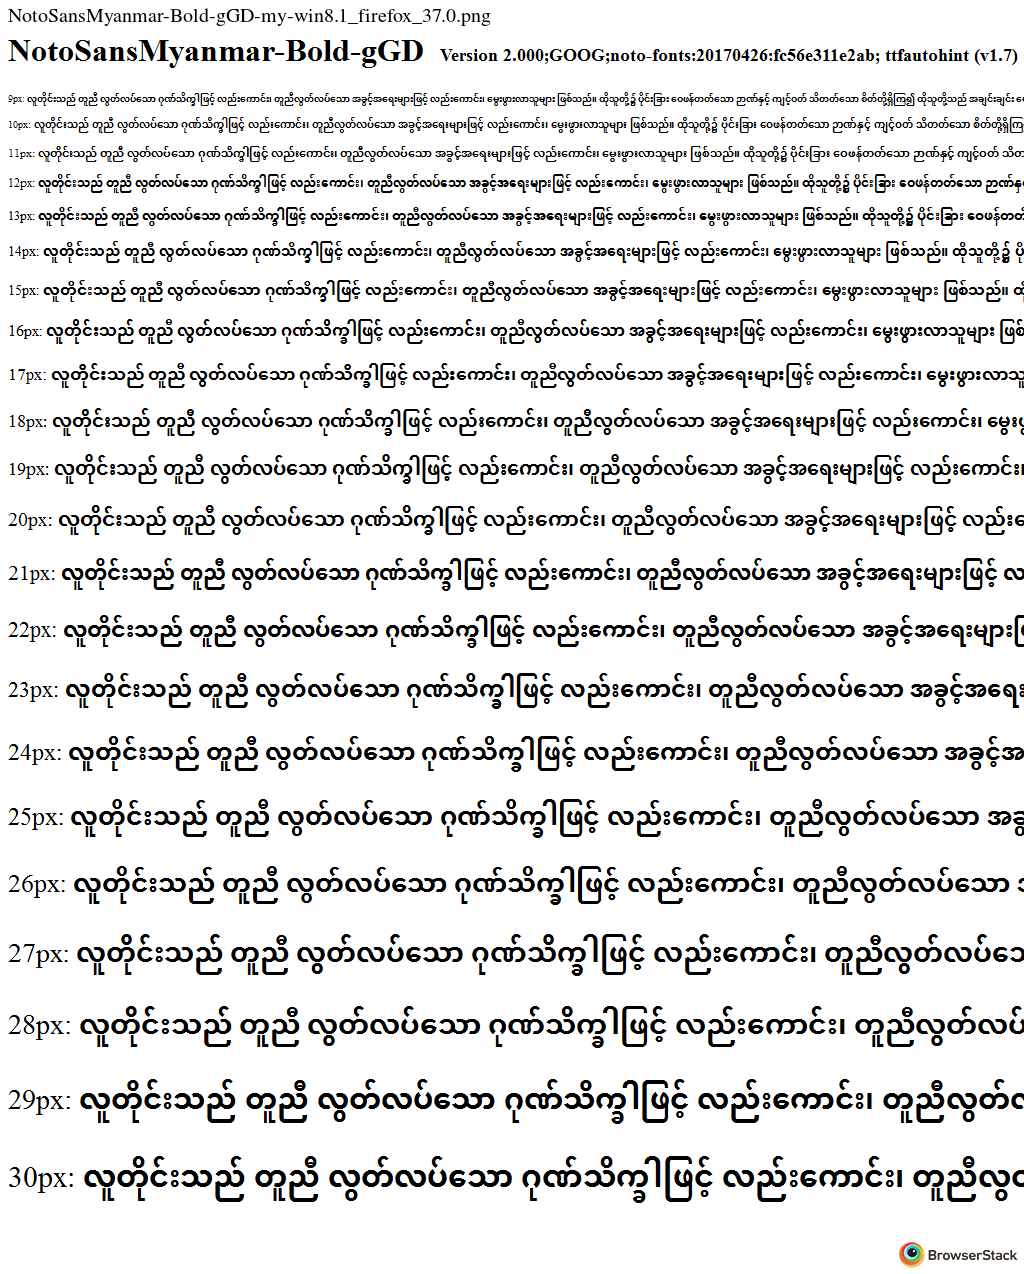 NotoSansMyanmar-Bold-gGD-my-win8.1_firefox_37.0.png
NotoSansMyanmar-Bold-gGD Version 2.000;GOOG;noto-fonts:20170426:fc56e311e2ab; ttfautohint (v1.7)
9px: လူတိုင်းသည် တူညီ လွတ်လပ်သော ဂုဏ်သိက္ခါဖြင့် လည်းကောင်း၊ တူညီလွတ်လပ်သော အခွင့်အရေးများဖြင့် လည်းကောင်း၊ မွေးဖွားလာသူများ ဖြစ်သည်။ ထိုသူတို့၌ ပိုင်းခြား ဝေဖန်တတ်သော ဉာဏ်နှင့် ကျင့်ဝတ် သိတတ်သော စိတ်တို့ရှိကြ၍ ထိုသူတို့သည် အချင်းချင်း
10px: လူတိုင်းသည် တူညီ လွတ်လပ်သော ဂုဏ်သိက္ခါဖြင့် လည်းကောင်း၊ တူညီလွတ်လပ်သော အခွင့်အရေးများဖြင့် လည်းကောင်း၊ မွေးဖွားလာသူများ ဖြစ်သည်။ ထိုသူတို့၌ ပိုင်းခြား ဝေဖန်တတ်သော ဉာဏ်နှင့် ကျင့်ဝတ် သိတတ်သော စိတ်တို့ရှိကြ
11px: လူတိုင်းသည် တူညီ လွတ်လပ်သော ဂုဏ်သိက္ခါဖြင့် လည်းကောင်း၊ တူညီလွတ်လပ်သော အခွင့်အရေးများဖြင့် လည်းကောင်း၊ မွေးဖွားလာသူများ ဖြစ်သည်။ ထိုသူတို့၌ ပိုင်းခြား ဝေဖန်တတ်သော ဉာဏ်နှင့် ကျင့်ဝတ် သိတ
12px: လူတိုင်းသည် တူညီ လွတ်လပ်သော ဂုဏ်သိက္ခါဖြင့် လည်းကောင်း၊ တူညီလွတ်လပ်သော အခွင့်အရေးများဖြင့် လည်းကောင်း၊ မွေးဖွားလာသူများ ဖြစ်သည်။ ထိုသူတို့၌ ပိုင်းခြား ဝေဖန်တတ်သော ဉာဏ်န
13px: လူတိုင်းသည် တူညီ လွတ်လပ်သော ဂုဏ်သိက္ခါဖြင့် လည်းကောင်း၊ တူညီလွတ်လပ်သော အခွင့်အရေးများဖြင့် လည်းကောင်း၊ မွေးဖွားလာသူများ ဖြစ်သည်။ ထိုသူတို့၌ ပိုင်းခြား ဝေဖန်တ
14px: လူတိုင်းသည် တူညီ လွတ်လပ်သော ဂုဏ်သိက္ခါဖြင့် လည်းကောင်း၊ တူညီလွတ်လပ်သော အခွင့်အရေးများဖြင့် လည်းကောင်း၊ မွေးဖွားလာသူများ ဖြစ်သည်။ ထိုသူတို့၌ ပို
15px: လူတိုင်းသည် တူညီ လွတ်လပ်သော ဂုဏ်သိက္ခါဖြင့် လည်းကောင်း၊ တူညီလွတ်လပ်သော အခွင့်အရေးများဖြင့် လည်းကောင်း၊ မွေးဖွားလာသူများ ဖြစ်သည်။ ထိ
16px: လူတိုင်းသည် တူညီ လွတ်လပ်သော ဂုဏ်သိက္ခါဖြင့် လည်းကောင်း၊ တူညီလွတ်လပ်သော အခွင့်အရေးများဖြင့် လည်းကောင်း၊ မွေးဖွားလာသူများ ဖြစ်
17px: လူတိုင်းသည် တူညီ လွတ်လပ်သော ဂုဏ်သိက္ခါဖြင့် လည်းကောင်း၊ တူညီလွတ်လပ်သော အခွင့်အရေးများဖြင့် လည်းကောင်း၊ မွေးဖွားလာသူ
18px: လူတိုင်းသည် တူညီ လွတ်လပ်သော ဂုဏ်သိက္ခါဖြင့် လည်းကောင်း၊ တူညီလွတ်လပ်သော အခွင့်အရေးများဖြင့် လည်းကောင်း၊ မွေးဖ
19px: လူတိုင်းသည် တူညီ လွတ်လပ်သော ဂုဏ်သိက္ခါဖြင့် လည်းကောင်း၊ တူညီလွတ်လပ်သော အခွင့်အရေးများဖြင့် လည်းကောင်း၊
20px: လူတိုင်းသည် တူညီ လွတ်လပ်သော ဂုဏ်သိက္ခါဖြင့် လည်းကောင်း၊ တူညီလွတ်လပ်သော အခွင့်အရေးများဖြင့် လည်းေ
21px: လူတိုင်းသည် တူညီ လွတ်လပ်သော ဂုဏ်သိက္ခါဖြင့် လည်းကောင်း၊ တူညီလွတ်လပ်သော အခွင့်အရေးများဖြင့် လ
22px: လူတိုင်းသည် တူညီ လွတ်လပ်သော ဂုဏ်သိက္ခါဖြင့် လည်းကောင်း၊ တူညီလွတ်လပ်သော အခွင့်အရေးများဖြ
23px: လူတိုင်းသည် တူညီ လွတ်လပ်သော ဂုဏ်သိက္ခါဖြင့် လည်းကောင်း၊ တူညီလွတ်လပ်သော အခွင့်အရေး
24px: လူတိုင်းသည် တူညီ လွတ်လပ်သော ဂုဏ်သိက္ခါဖြင့် လည်းကောင်း၊ တူညီလွတ်လပ်သော အခွင့်အ
25px: လူတိုင်းသည် တူညီ လွတ်လပ်သော ဂုဏ်သိက္ခါဖြင့် လည်းကောင်း၊ တူညီလွတ်လပ်သော အခွ
26px: လူတိုင်းသည် တူညီ လွတ်လပ်သော ဂုဏ်သိက္ခါဖြင့် လည်းကောင်း၊ တူညီလွတ်လပ်သော
27px: လူတိုင်းသည် တူညီ လွတ်လပ်သော ဂုဏ်သိက္ခါဖြင့် လည်းကောင်း၊ တူညီလွတ်လပ်သေ
28px: လူတိုင်းသည် တူညီ လွတ်လပ်သော ဂုဏ်သိက္ခါဖြင့် လည်းကောင်း၊ တူညီလွတ်လပ်
29px: လူတိုင်းသည် တူညီ လွတ်လပ်သော ဂုဏ်သိက္ခါဖြင့် လည်းကောင်း၊ တူညီလွတ်လ
30px: လူတိုင်းသည် တူညီ လွတ်လပ်သော ဂုဏ်သိက္ခါဖြင့် လည်းကောင်း၊ တူညီလွတ
BrowserStack